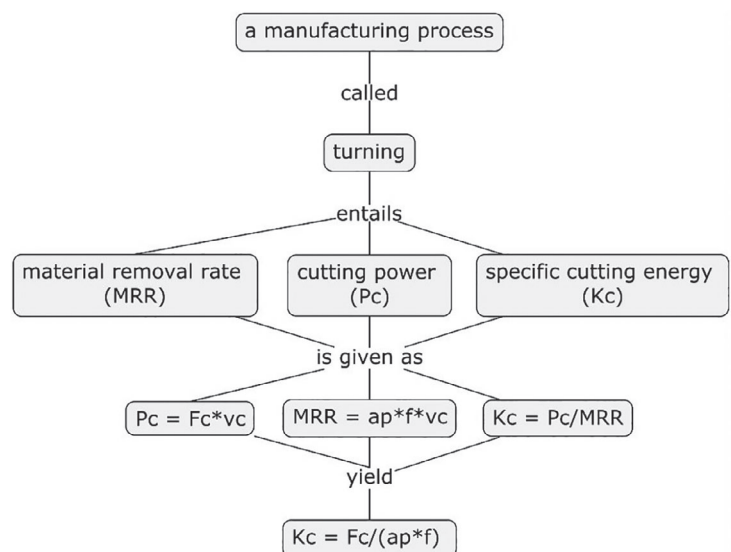 a manufacturing process
called
turning
entails
material removal rate
(MRR)
cutting power
(Pc)
specific cutting energy
(Kc)
is given as
Pc = Fc*vc
MRR = ap*f*vc
Kc = Pc/MRR
yield
Kc = Fc/(ap*f)